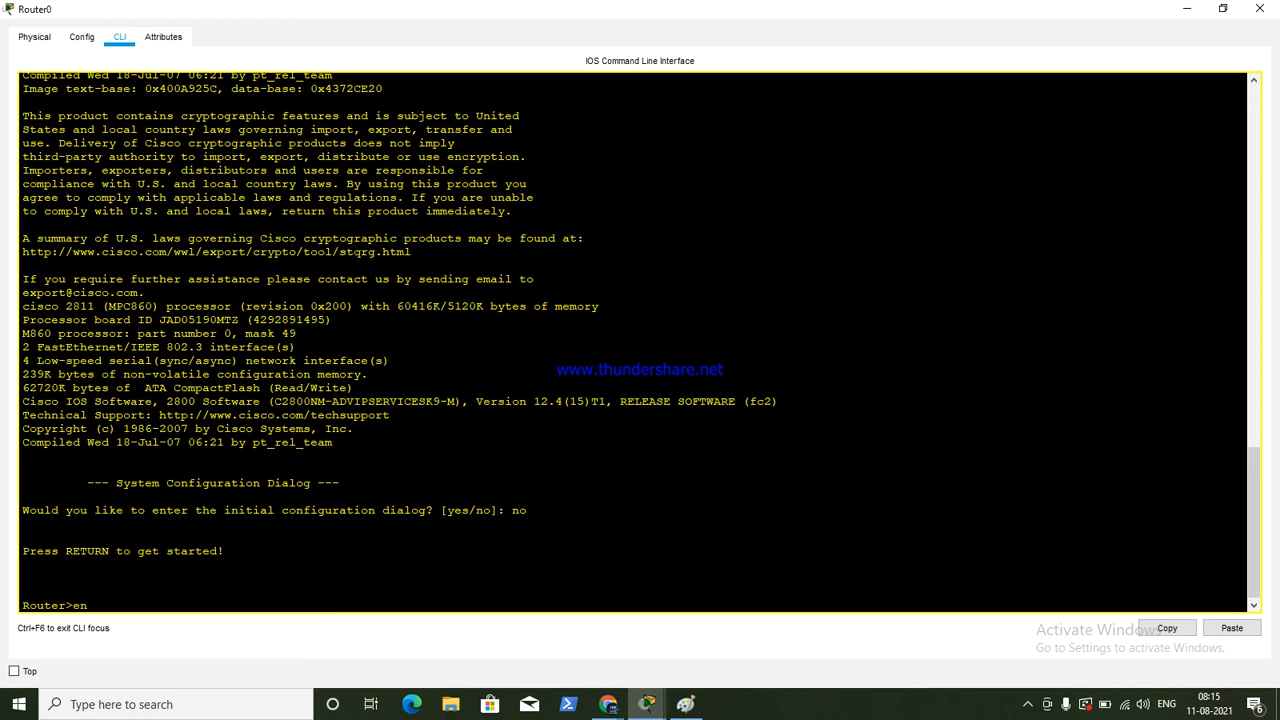 Router0
Physical Config CLI Attributes
IOS Command Line Interface
Compiled Wed 18-Jul-07 06:21 by pt_rel_team
Image text-base: 0x400A925C, data-base: 0x4372CE20
This product contains cryptographic features and is subject to United
States and local country laws governing import, export, transfer and
use. Delivery of Cisco cryptographic products does not imply
third-party authority to import, export, distribute or use encryption.
Importers, exporters, distributors and users are responsible for
compliance with U.S. and local country laws. By using this product you
agree to comply with applicable laws and regulations. If you are unable
to comply with U.S. and local laws, return this product immediately.
A summary of U.S. laws governing Cisco cryptographic products may be found at:
http://www.cisco.com/wwl/export/crypto/tool/stqrg.html
If you require further assistance please contact us by sending email to
export@cisco.com.
cisco 2811 (MPC860) processor (revision 0x200) with 60416K/5120K bytes of memory
Processor board ID JAD05190MTZ (4292891495)
M860 processor: part number 0, mask 49
2 FastEthernet/IEEE 802.3 interface(s)
4 Low-speed serial(sync/async) network interface(s)
www.thundershare.net
239K bytes of non-volatile configuration memory.
62720K bytes of  ATA CompactFlash (Read/Write)
Cisco IOS Software, 2800 Software (C2800NM-ADVIPSERVICESK9-M), Version 12.4(15)T1, RELEASE SOFTWARE (fc2)
Technical Support: http://www.cisco.com/techsupport
Copyright (c) 1986-2007 by Cisco Systems, Inc.
Compiled Wed 18-Jul-07 06:21 by pt_rel_team
--- System Configuration Dialog ---
Would you like to enter the initial configuration dialog? [yes/no]: no
Press RETURN to get started!
Router>en
Ctrl+F6 to exit CLI focus
Copy Paste
Activate Windows
Go to Settings to activate Windows.
Top
Type here to search
ENG
08:15
11-08-2021
6